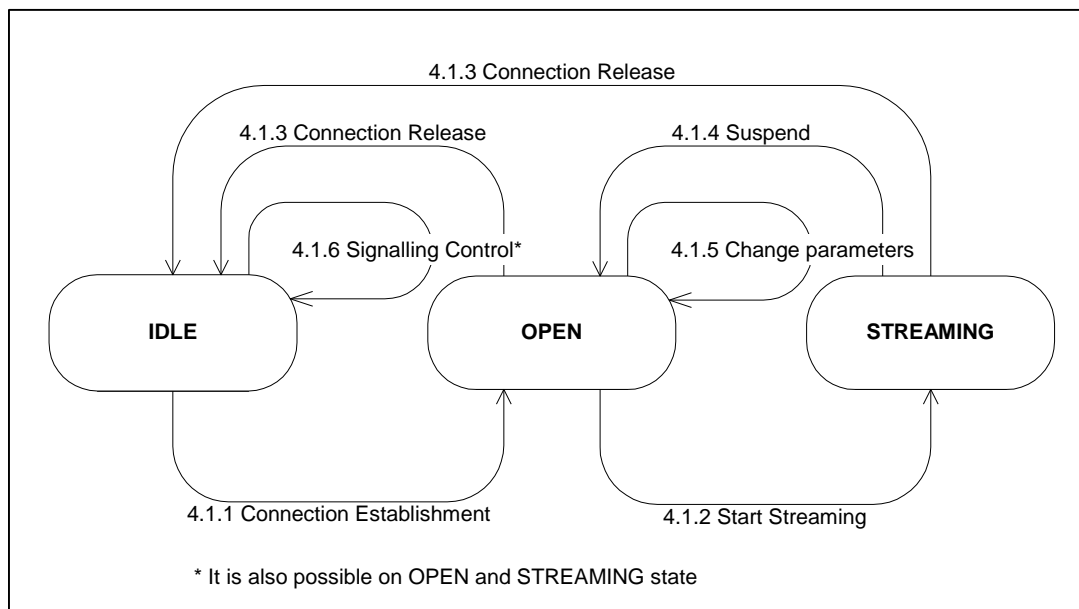 4.1.3 Connection Release
4.1.3 Connection Release
4.1.4 Suspend
4.1.6 Signalling Control*
4.1.5 Change parameters
IDLE
OPEN
STREAMING
4.1.1 Connection Establishment
4.1.2 Start Streaming
* It is also possible on OPEN and STREAMING state